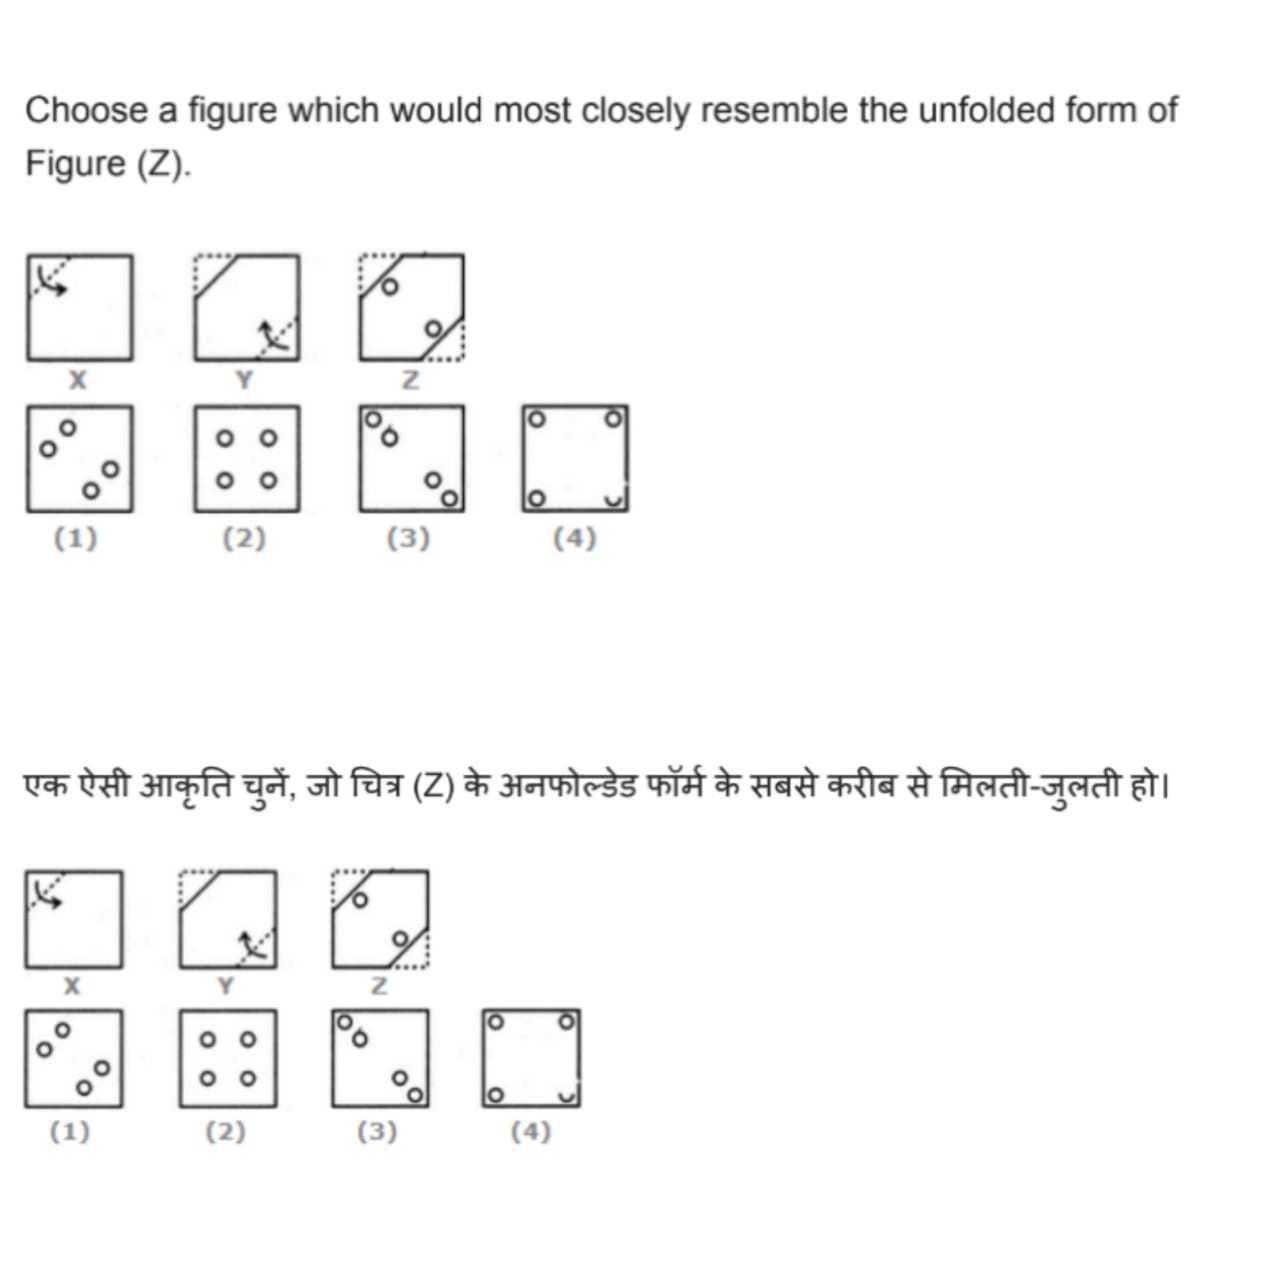 Choose a figure which would most closely resemble the unfolded form of
Figure (Z).
X Y Z
(1) (2) (3) (4)
एक ऐसी आकृति चुनें, जो चित्र (Z) के अनफोल्डेड फॉर्म के सबसे करीब से मिलती-जुलती हो।
X Y Z
(1) (2) (3) (4)